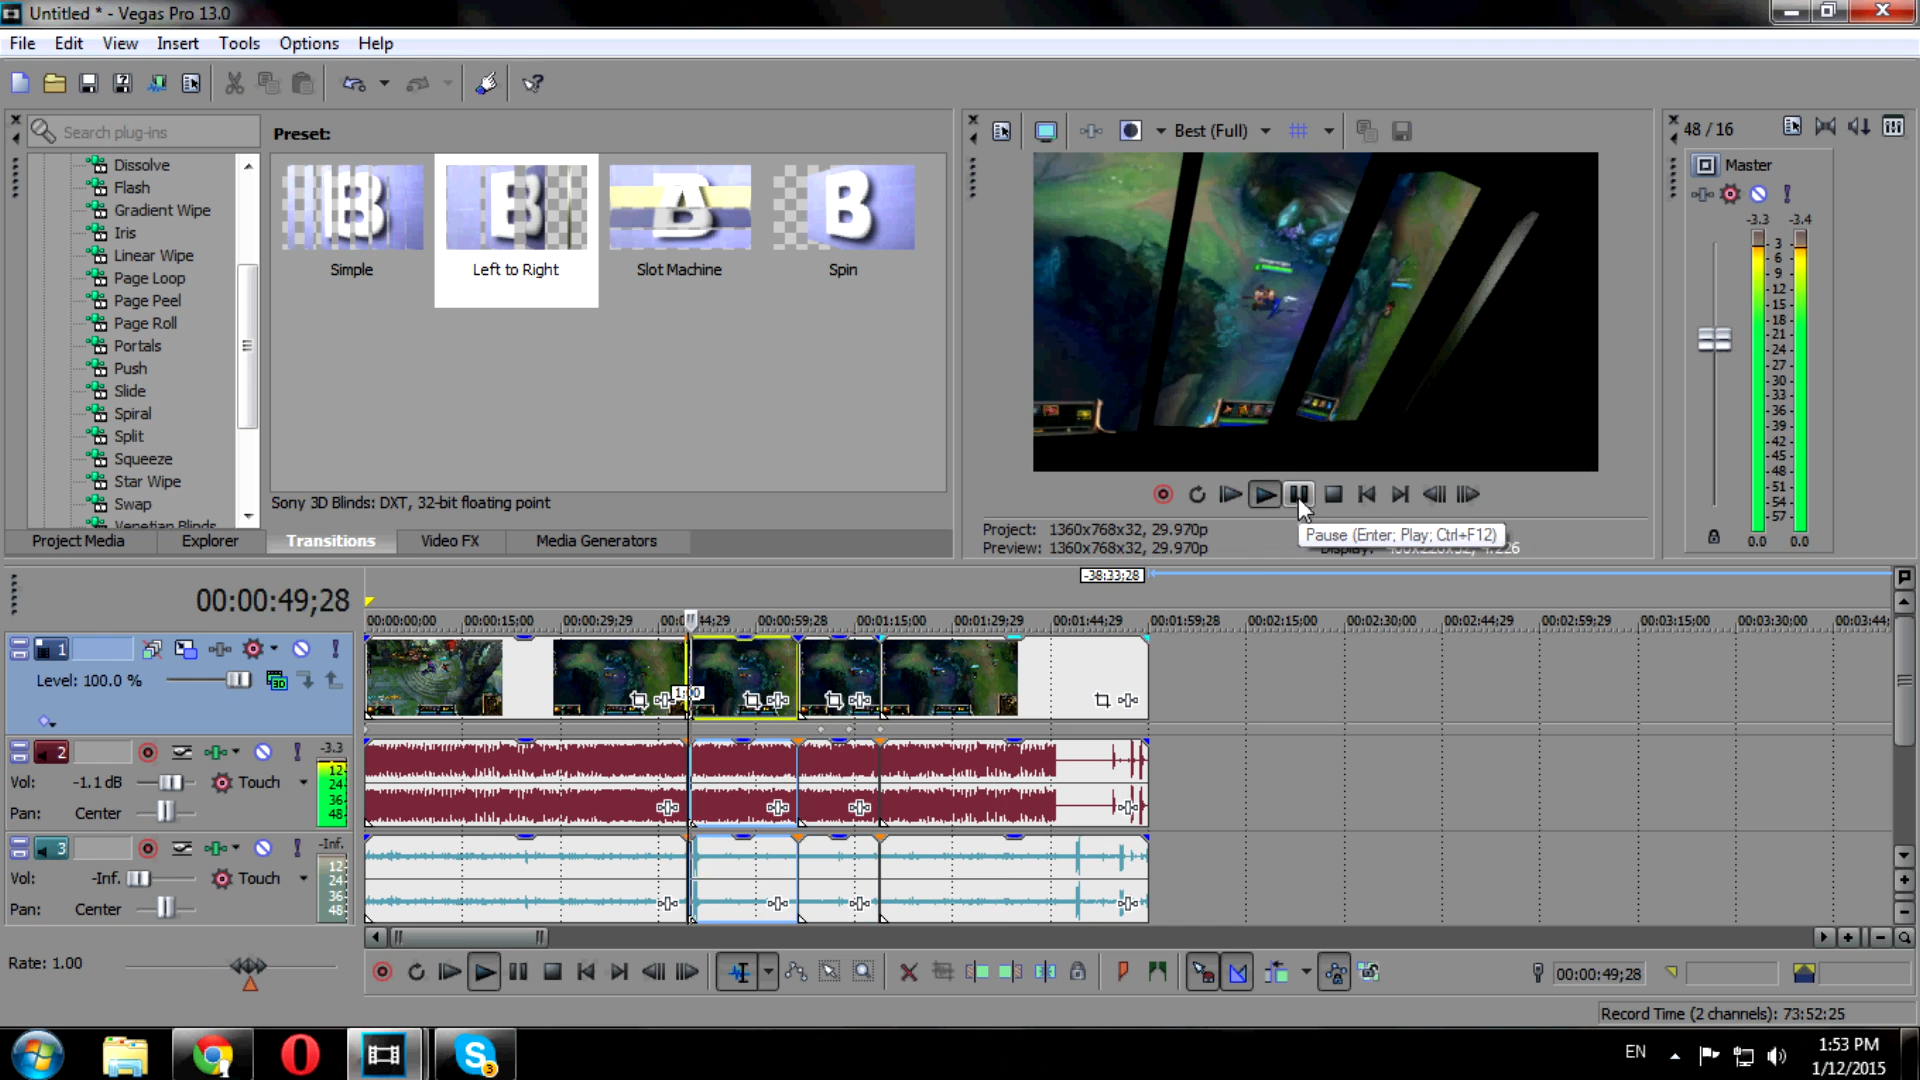 Untitled * - Vegas Pro 13.0
File Edit View Insert Tools Options Help
Search plug-ins
Preset:
Dissolve
Flash
Gradient Wipe
Iris
Linear Wipe
Page Loop
Page Peel
Page Roll
Portals
Push
Slide
Spiral
Split
Squeeze
Star Wipe
Swap
Venetian Blinds
Simple
Left to Right
Slot Machine
Spin
Sony 3D Blinds: DXT, 32-bit floating point
Project Media Explorer Transitions Video FX Media Generators
Best (Full)
Project: 1360x768x32, 29.970p
Preview: 1360x768x32, 29.970p
Pause (Enter; Play; Ctrl+F12)
48 / 16
Master
-3.3 -3.4
3
6
9
12
15
18
21
24
27
30
33
36
39
42
45
48
51
54
57
0.0 0.0
00:00:49;28
-38:33;28
00:00:00;00 00:00:15;00 00:00:29;29 00:00:44;29 00:00:59;28 00:01:15;00 00:01:29;29 00:01:44;29 00:01:59;28 00:02:15;00 00:02:30;00 00:02:44;29 00:02:59;29 00:03:15;00 00:03:30;00 00:03:44;
1
Level: 100.0 %
3D
1;00
2
-3.3
Vol: -1.1 dB Touch
Pan: Center
12
24
36
48
3
-Inf.
Vol: -Inf. Touch
Pan: Center
12
24
36
48
Rate: 1.00
00:00:49;28
Record Time (2 channels): 73:52:25
3
EN
1:53 PM
1/12/2015